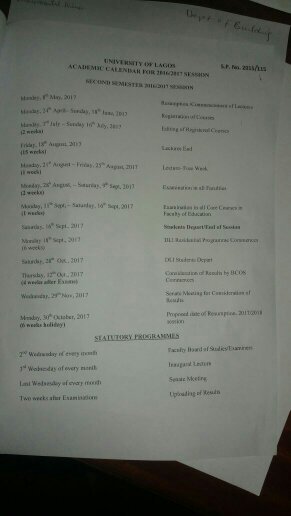 Dept of Building
UNIVERSITY OF LAGOS
S.P. No. 2015/115
ACADEMIC CALENDAR FOR 2016/2017 SESSION
SECOND SEMESTER 2016/2017 SESSION
Monday, 8th May, 2017 Resumption /Commencement of Lectures
Monday, 24th April– Sunday, 18th June, 2017 Registration of Courses
Monday, 3rd July – Sunday 16th July, 2017 Editing of Registered Courses
(2 weeks)
Friday, 18th August, 2017 Lectures End
(15 weeks)
Monday, 21st August – Friday, 25th August, 2017 Lecture- Free Week
(1 week)
Monday, 28th August, – Saturday, 9th Sept, 2017 Examination in all Faculties
(2 weeks)
Monday, 11th Sept, – Saturday, 16th Sept, 2017 Examination in all Core Courses in
(1 weeks) Faculty of Education
Saturday, 16th Sept., 2017 Students Depart/End of Session
Monday 18th Sept., 2017 DLI Residential Programme Commences
(6 weeks)
Saturday, 28th Oct., 2017 DLI Students Depart
Thursday, 12th Oct., 2017 Consideration of Results by BCOS
(4 weeks after Exams) Commences
Wednesday, 29th Nov, 2017 Senate Meeting for Consideration of
Results
Monday, 30th October, 2017 Proposed date of Resumption, 2017/2018
(6 weeks holiday) session
STATUTORY PROGRAMMES
2nd Wednesday of every month Faculty Board of Studies/Examiners
3rd Wednesday of every month Inaugural Lecture
Last Wednesday of every month Senate Meeting
Two weeks after Examinations Uploading of Results